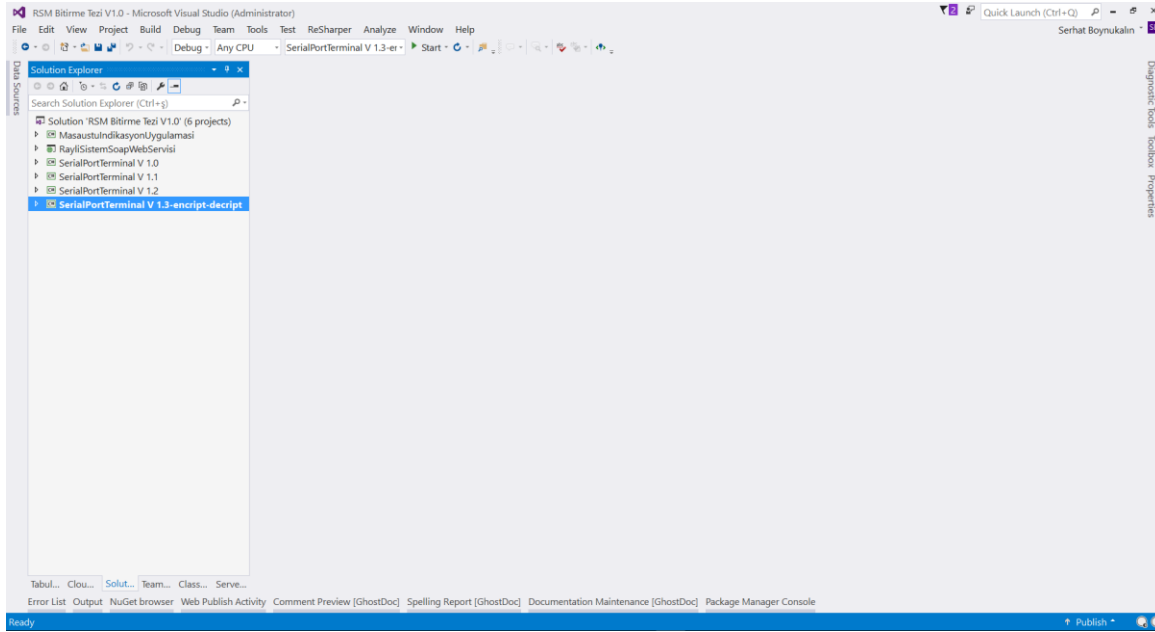 RSM Bitirme Tezi V1.0 - Microsoft Visual Studio (Administrator)
2
Quick Launch (Ctrl+Q)
File Edit View Project Build Debug Team Tools Test ReSharper Analyze Window Help
Serhat Boynukalın
Debug Any CPU SerialPortTerminal V 1.3-er Start
Data Sources
Solution Explorer
Search Solution Explorer (Ctrl+ş)
Solution 'RSM Bitirme Tezi V1.0' (6 projects)
MasaustuIndikasyonUygulamasi
RayliSistemSoapWebServisi
SerialPortTerminal V 1.0
SerialPortTerminal V 1.1
SerialPortTerminal V 1.2
SerialPortTerminal V 1.3-encript-decript
Diagnostic Tools Toolbox Properties
Tabul... Clou... Solut... Team... Class... Serve...
Error List Output NuGet browser Web Publish Activity Comment Preview [GhostDoc] Spelling Report [GhostDoc] Documentation Maintenance [GhostDoc] Package Manager Console
Ready
Publish